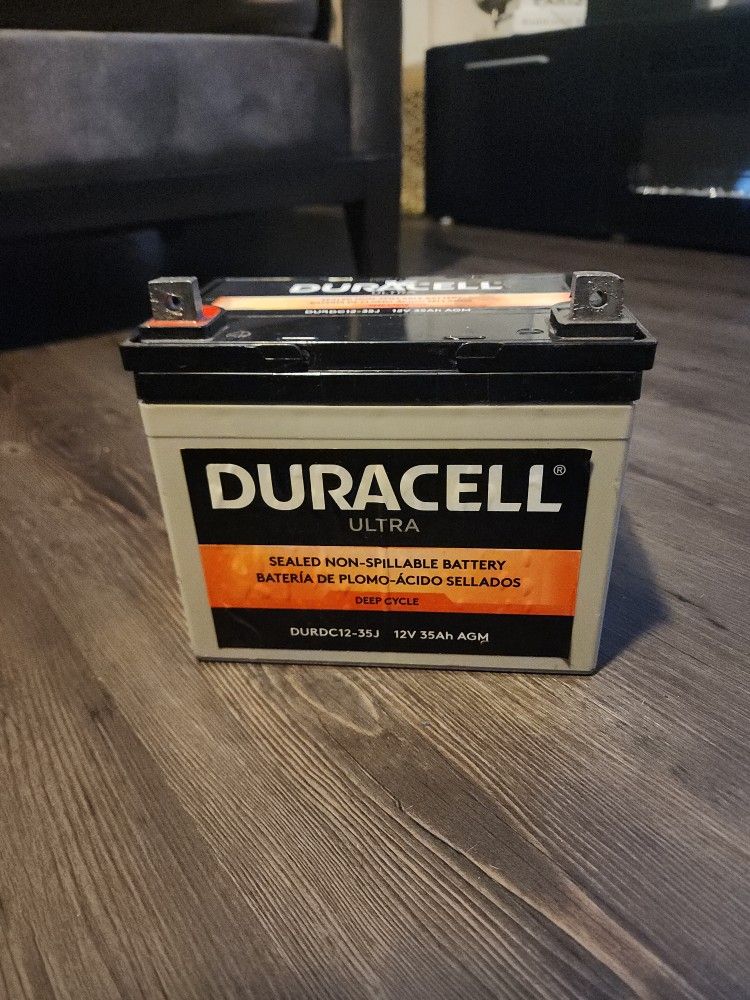 DURACELL
ULTRA
DURDC12-35J 12V 35Ah AGM
DURACELL®
ULTRA
SEALED NON-SPILLABLE BATTERY
BATERÍA DE PLOMO-ÁCIDO SELLADOS
DEEP CYCLE
DURDC12-35J 12V 35Ah AGM